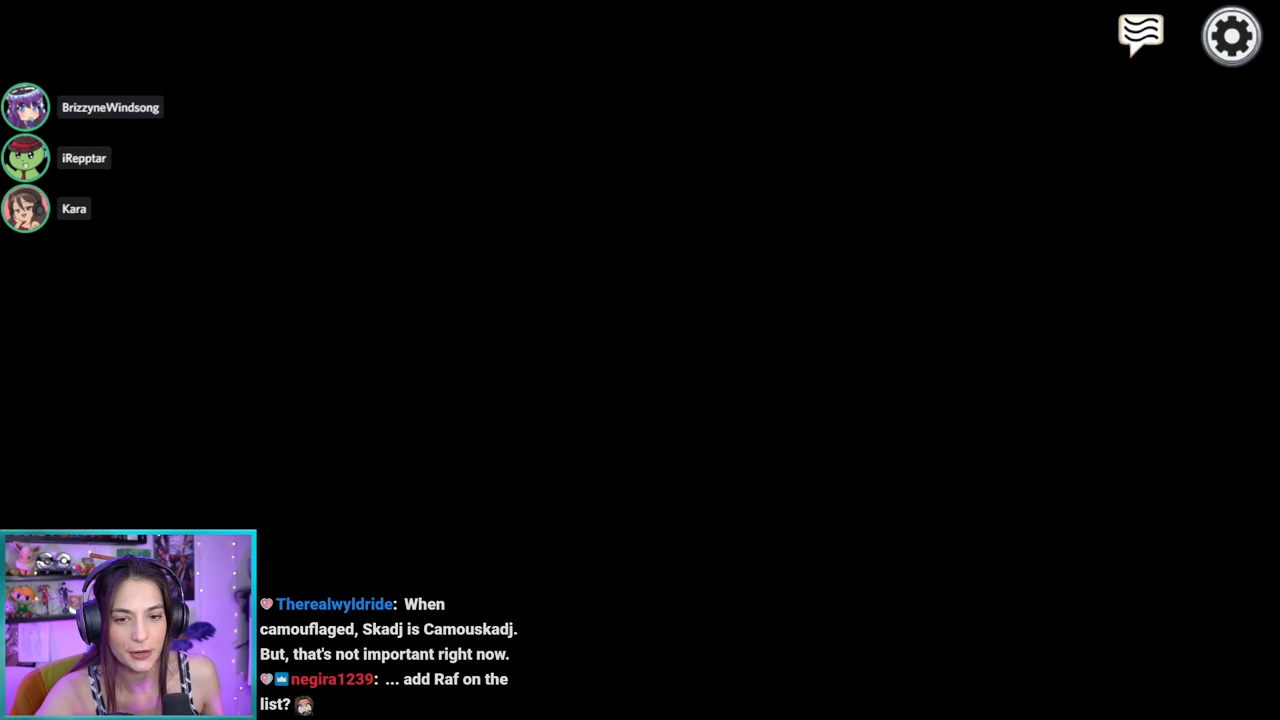 BrizzyneWindsong
iRepptar
Kara
Therealwyldride: When
camouflaged, Skadj is Camouskadj.
But, that's not important right now.
negira1239: ... add Raf on the
list?